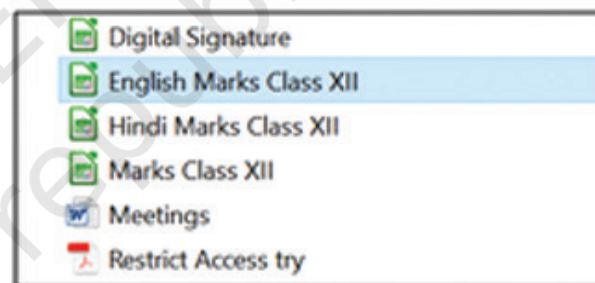 Digital Signature
English Marks Class XII
Hindi Marks Class XII
Marks Class XII
Meetings
Restrict Access try